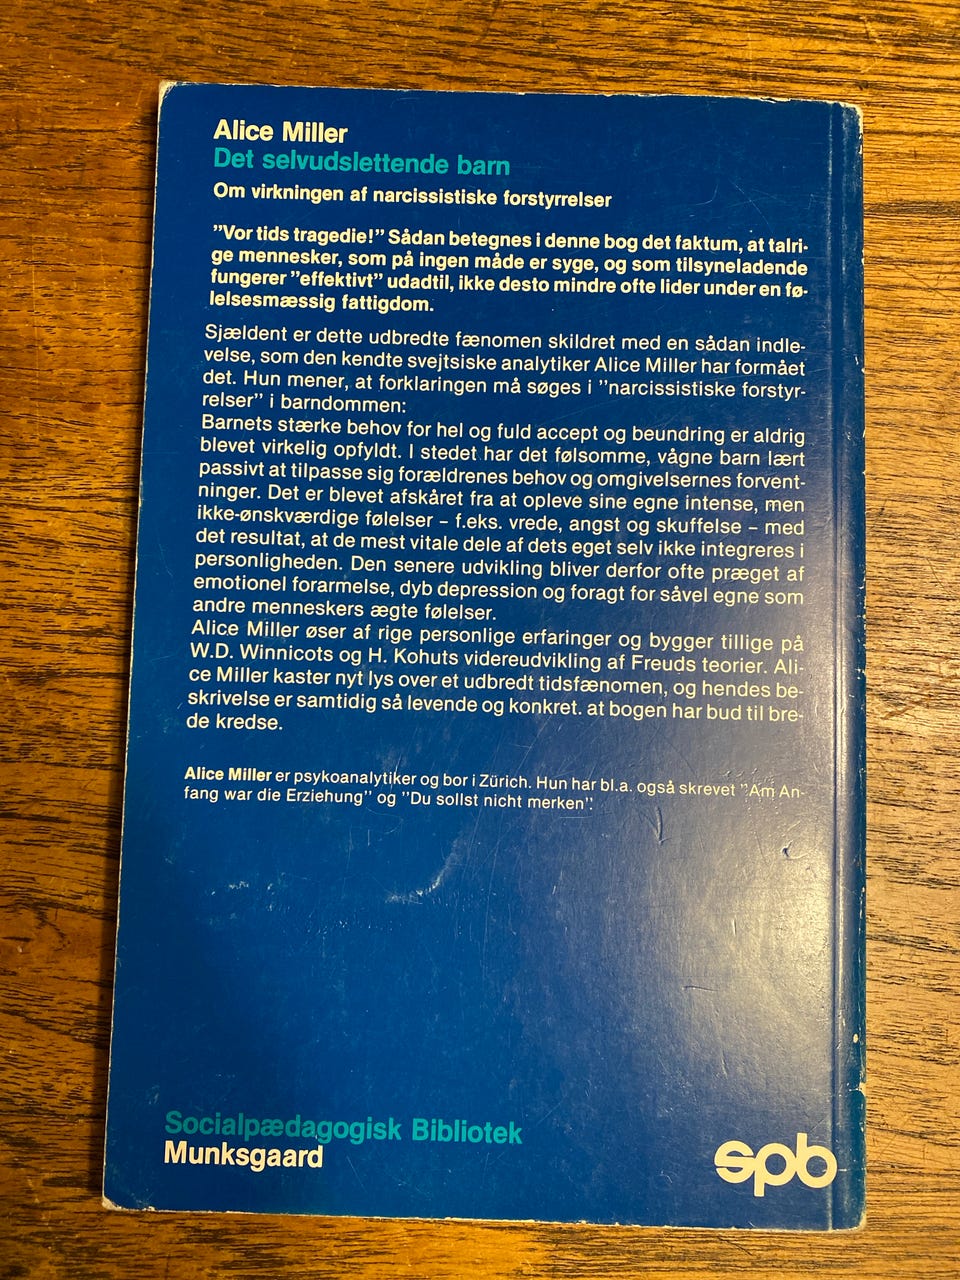 Alice Miller
Det selvudslettende barn
Om virkningen af narcissistiske forstyrrelser
”Vor tids tragedie!” Sådan betegnes i denne bog det faktum, at talri-
ge mennesker, som på ingen måde er syge, og som tilsyneladende
fungerer ”effektivt” udadtil, ikke desto mindre ofte lider under en fø-
lelsesmæssig fattigdom.
Sjældent er dette udbredte fænomen skildret med en sådan indle-
velse, som den kendte svejtsiske analytiker Alice Miller har formået
det. Hun mener, at forklaringen må søges i ”narcissistiske forstyr-
relser” i barndommen:
Barnets stærke behov for hel og fuld accept og beundring er aldrig
blevet virkelig opfyldt. I stedet har det følsomme, vågne barn lært
passivt at tilpasse sig forældrenes behov og omgivelsernes forvent-
ninger. Det er blevet afskåret fra at opleve sine egne intense, men
ikke-ønskværdige følelser – f.eks. vrede, angst og skuffelse – med
det resultat, at de mest vitale dele af dets eget selv ikke integreres i
personligheden. Den senere udvikling bliver derfor ofte præget af
emotionel forarmelse, dyb depression og foragt for såvel egne som
andre menneskers ægte følelser.
Alice Miller øser af rige personlige erfaringer og bygger tillige på
W.D. Winnicots og H. Kohuts videreudvikling af Freuds teorier. Ali-
ce Miller kaster nyt lys over et udbredt tidsfænomen, og hendes be-
skrivelse er samtidig så levende og konkret. at bogen har bud til bre-
de kredse.
Alice Miller er psykoanalytiker og bor i Zürich. Hun har bl.a. også skrevet ”Am An-
fang war die Erziehung” og ”Du sollst nicht merken”.
Socialpædagogisk Bibliotek
Munksgaard
spb